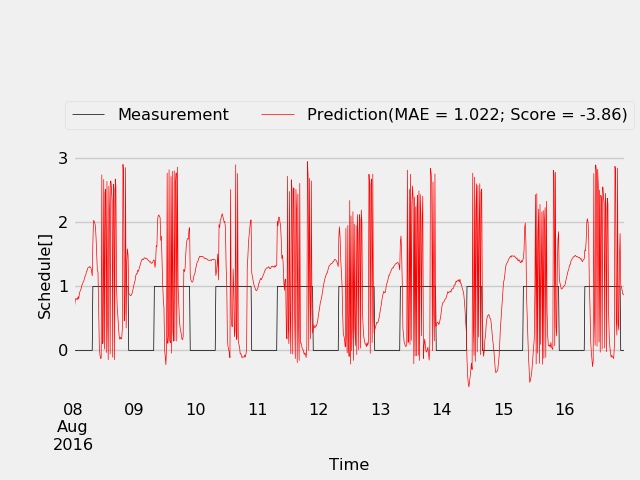 Measurement
Prediction(MAE = 1.022; Score = -3.86)
Schedule[]
3
2
1
0
08 09 10 11 12 13 14 15 16
Aug
2016
Time